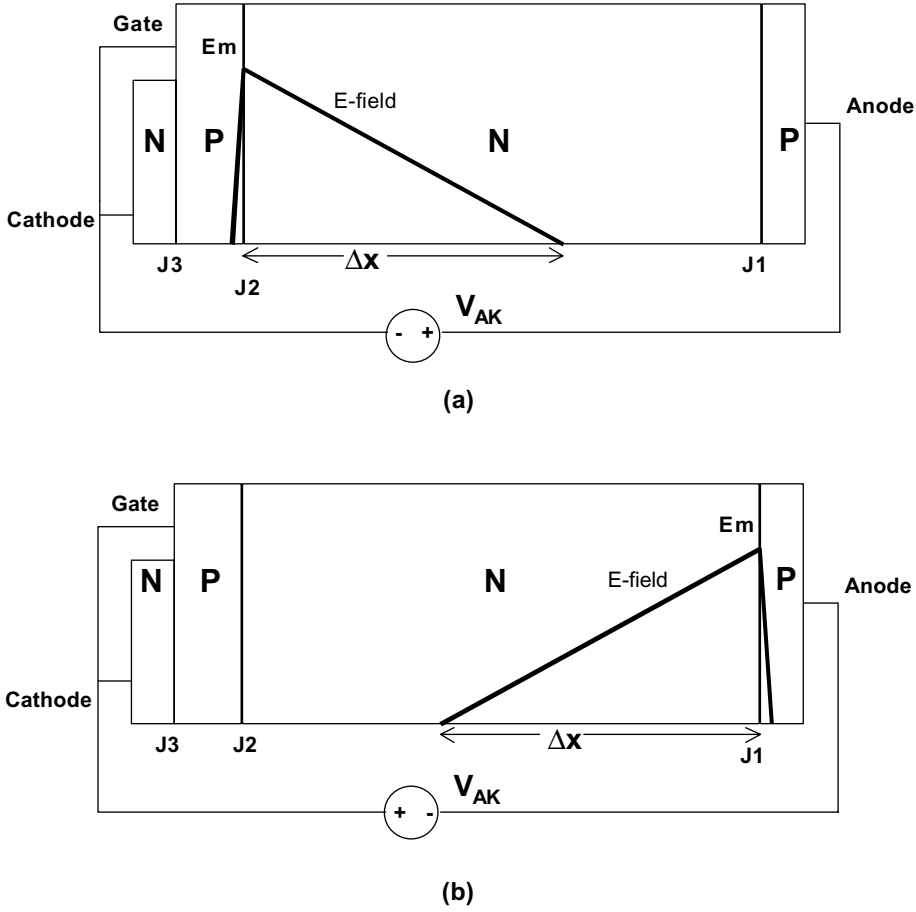 Gate
Em
E-field
Anode
N P N P
Cathode
J3 Δx J1
J2
V_AK
- +
(a)
Gate
Em
N P N E-field P Anode
Cathode
J3 J2 Δx J1
V_AK
+ -
(b)